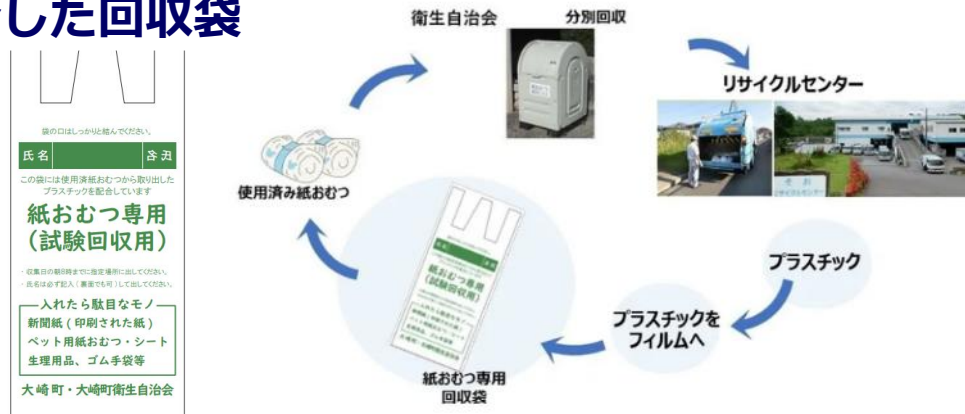 した回収袋
袋の口はしっかりと結んでください。
氏名
氏名
この袋には使用済紙おむつから取り出した
プラスチックを配合しています
紙おむつ専用
(試験回収用)
・収集日の朝8時までに指定場所に出してください。
・氏名は必ず記入(裏面でも可)して出してください。
入れたら駄目なモノ
新聞紙(印刷された紙)
ペット用紙おむつ・シート
生理用品、ゴム手袋等
大崎町・大崎町衛生自治会
衛生自治会
分別回収
リサイクルセンター
使用済み紙おむつ
紙おむつ専用
(試験回収用)
入れたら駄目なモノ
プラスチック
プラスチックを
フィルムへ
紙おむつ専用
回収袋